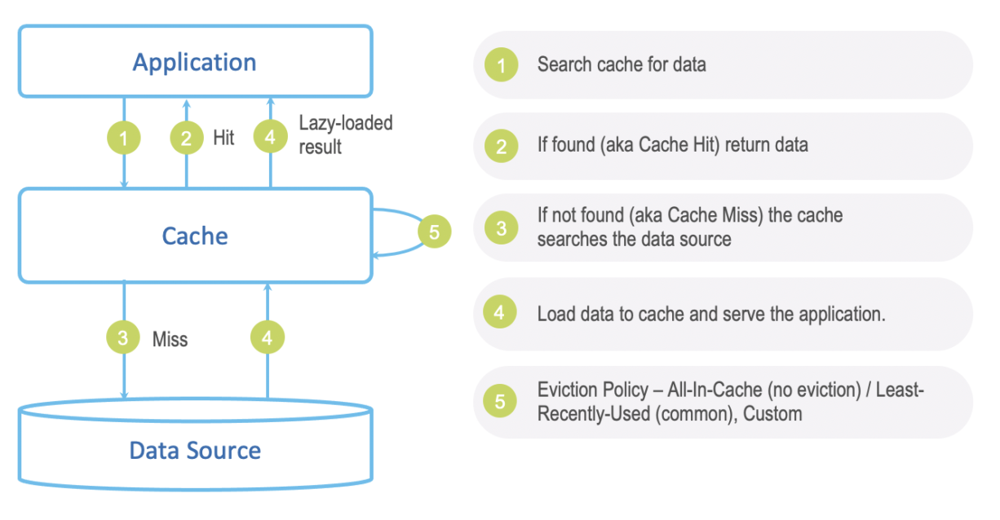 Application
1
2
Hit
4
Lazy-loaded
result
Cache
5
3
Miss
4
Data Source
1
Search cache for data
2
If found (aka Cache Hit) return data
3
If not found (aka Cache Miss) the cache
searches the data source
4
Load data to cache and serve the application.
5
Eviction Policy – All-In-Cache (no eviction) / Least-
Recently-Used (common), Custom